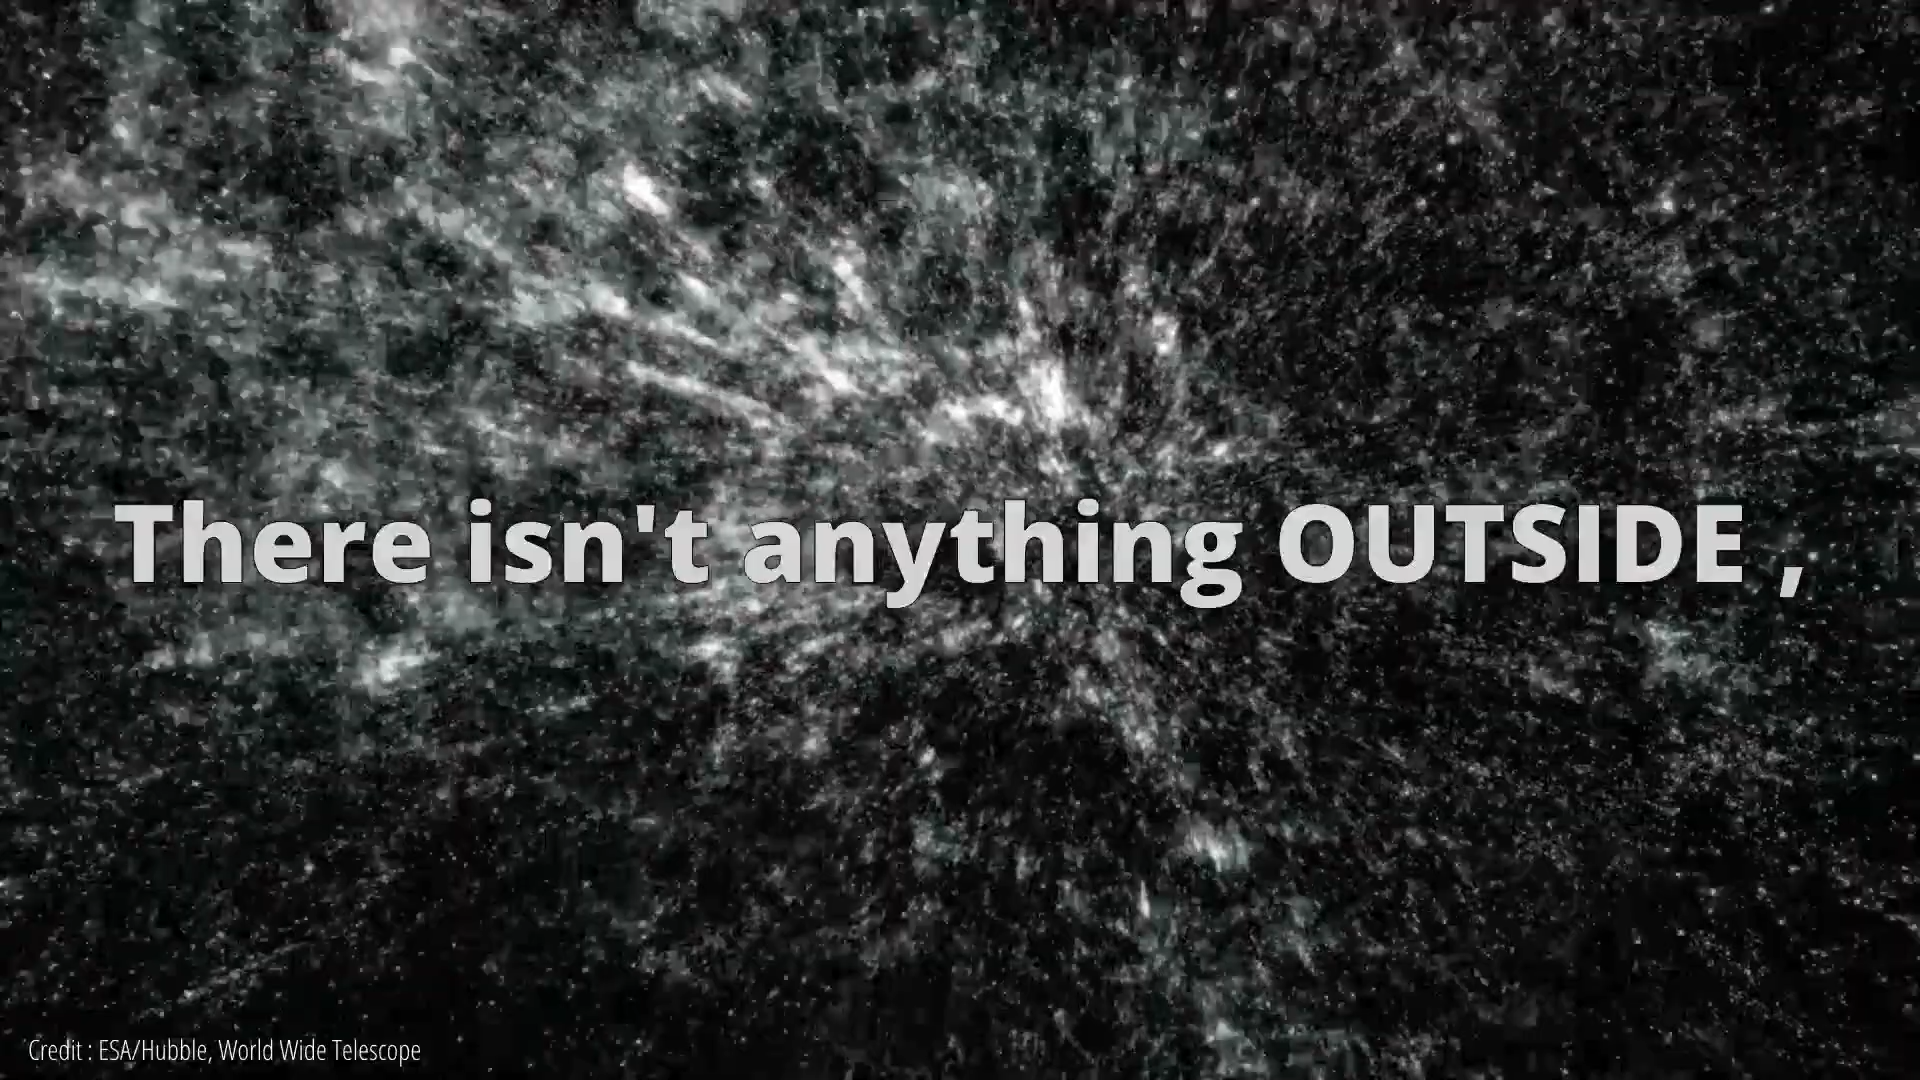 There isn't anything OUTSIDE ,
Credit : ESA/Hubble, World Wide Telescope